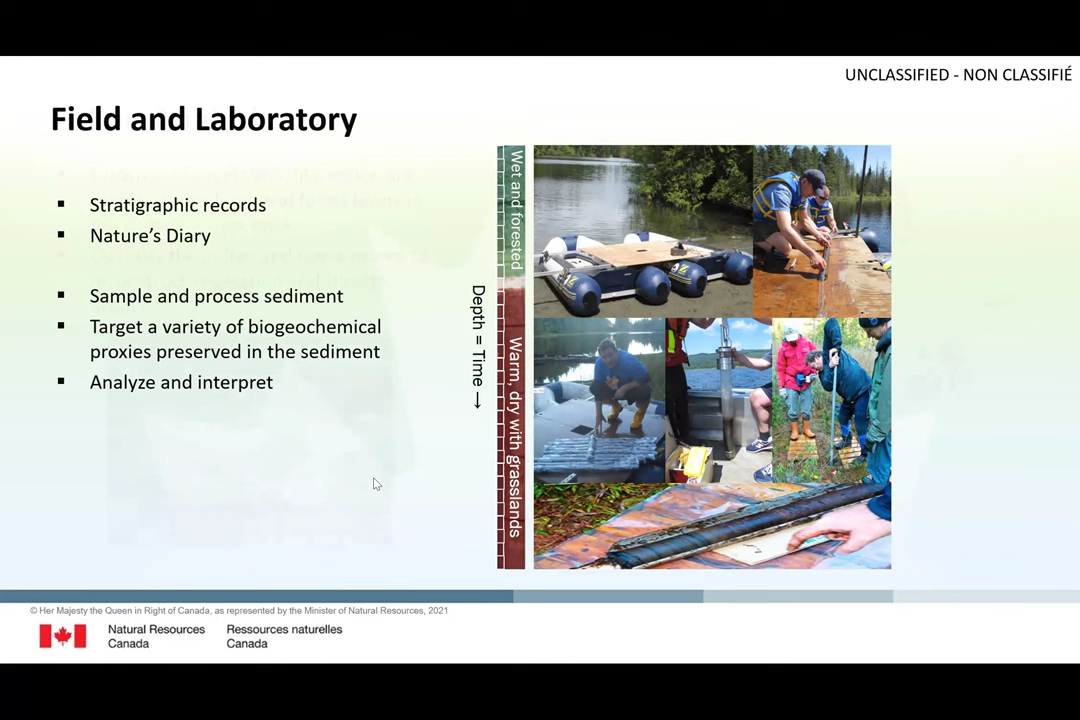 UNCLASSIFIED - NON CLASSIFIÉ
Field and Laboratory
Stratigraphic records
Nature's Diary
Sample and process sediment
Target a variety of biogeochemical
proxies preserved in the sediment
Analyze and interpret
Depth = Time →
Wet and forested
Warm, dry with grasslands
© Her Majesty the Queen in Right of Canada, as represented by the Minister of Natural Resources, 2021
Natural Resources
Canada
Ressources naturelles
Canada